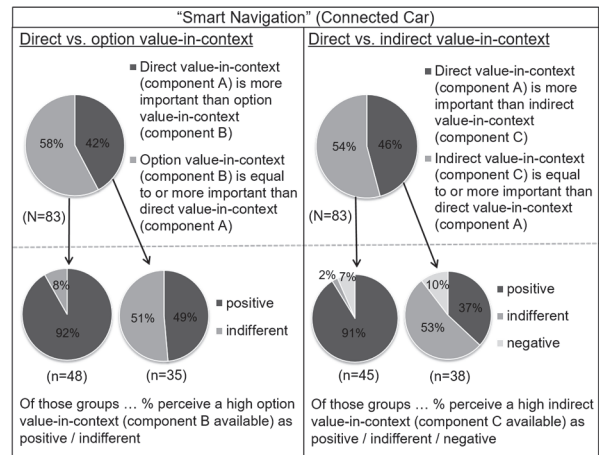 “Smart Navigation” (Connected Car)
Direct vs. option value-in-context
Direct value-in-context
(component A) is more
important than option
value-in-context
(component B)
Option value-in-context
(component B) is equal
to or more important than
direct value-in-context
(component A)
58%
42%
(N=83)
8%
92%
51%
49%
positive
indifferent
(n=48)
(n=35)
Of those groups … % perceive a high option
value-in-context (component B available) as
positive / indifferent
Direct vs. indirect value-in-context
Direct value-in-context
(component A) is more
important than indirect
value-in-context
(component C)
Indirect value-in-context
(component C) is equal
to or more important than
direct value-in-context
(component A)
54%
46%
(N=83)
2%
7%
91%
10%
37%
53%
positive
indifferent
negative
(n=45)
(n=38)
Of those groups … % perceive a high indirect
value-in-context (component C available) as
positive / indifferent / negative